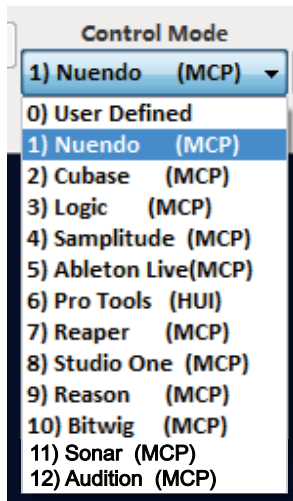 Control Mode
1) Nuendo (MCP)
0) User Defined
1) Nuendo (MCP)
2) Cubase (MCP)
3) Logic (MCP)
4) Samplitude (MCP)
5) Ableton Live(MCP)
6) Pro Tools (HUI)
7) Reaper (MCP)
8) Studio One (MCP)
9) Reason (MCP)
10) Bitwig (MCP)
11) Sonar (MCP)
12) Audition (MCP)